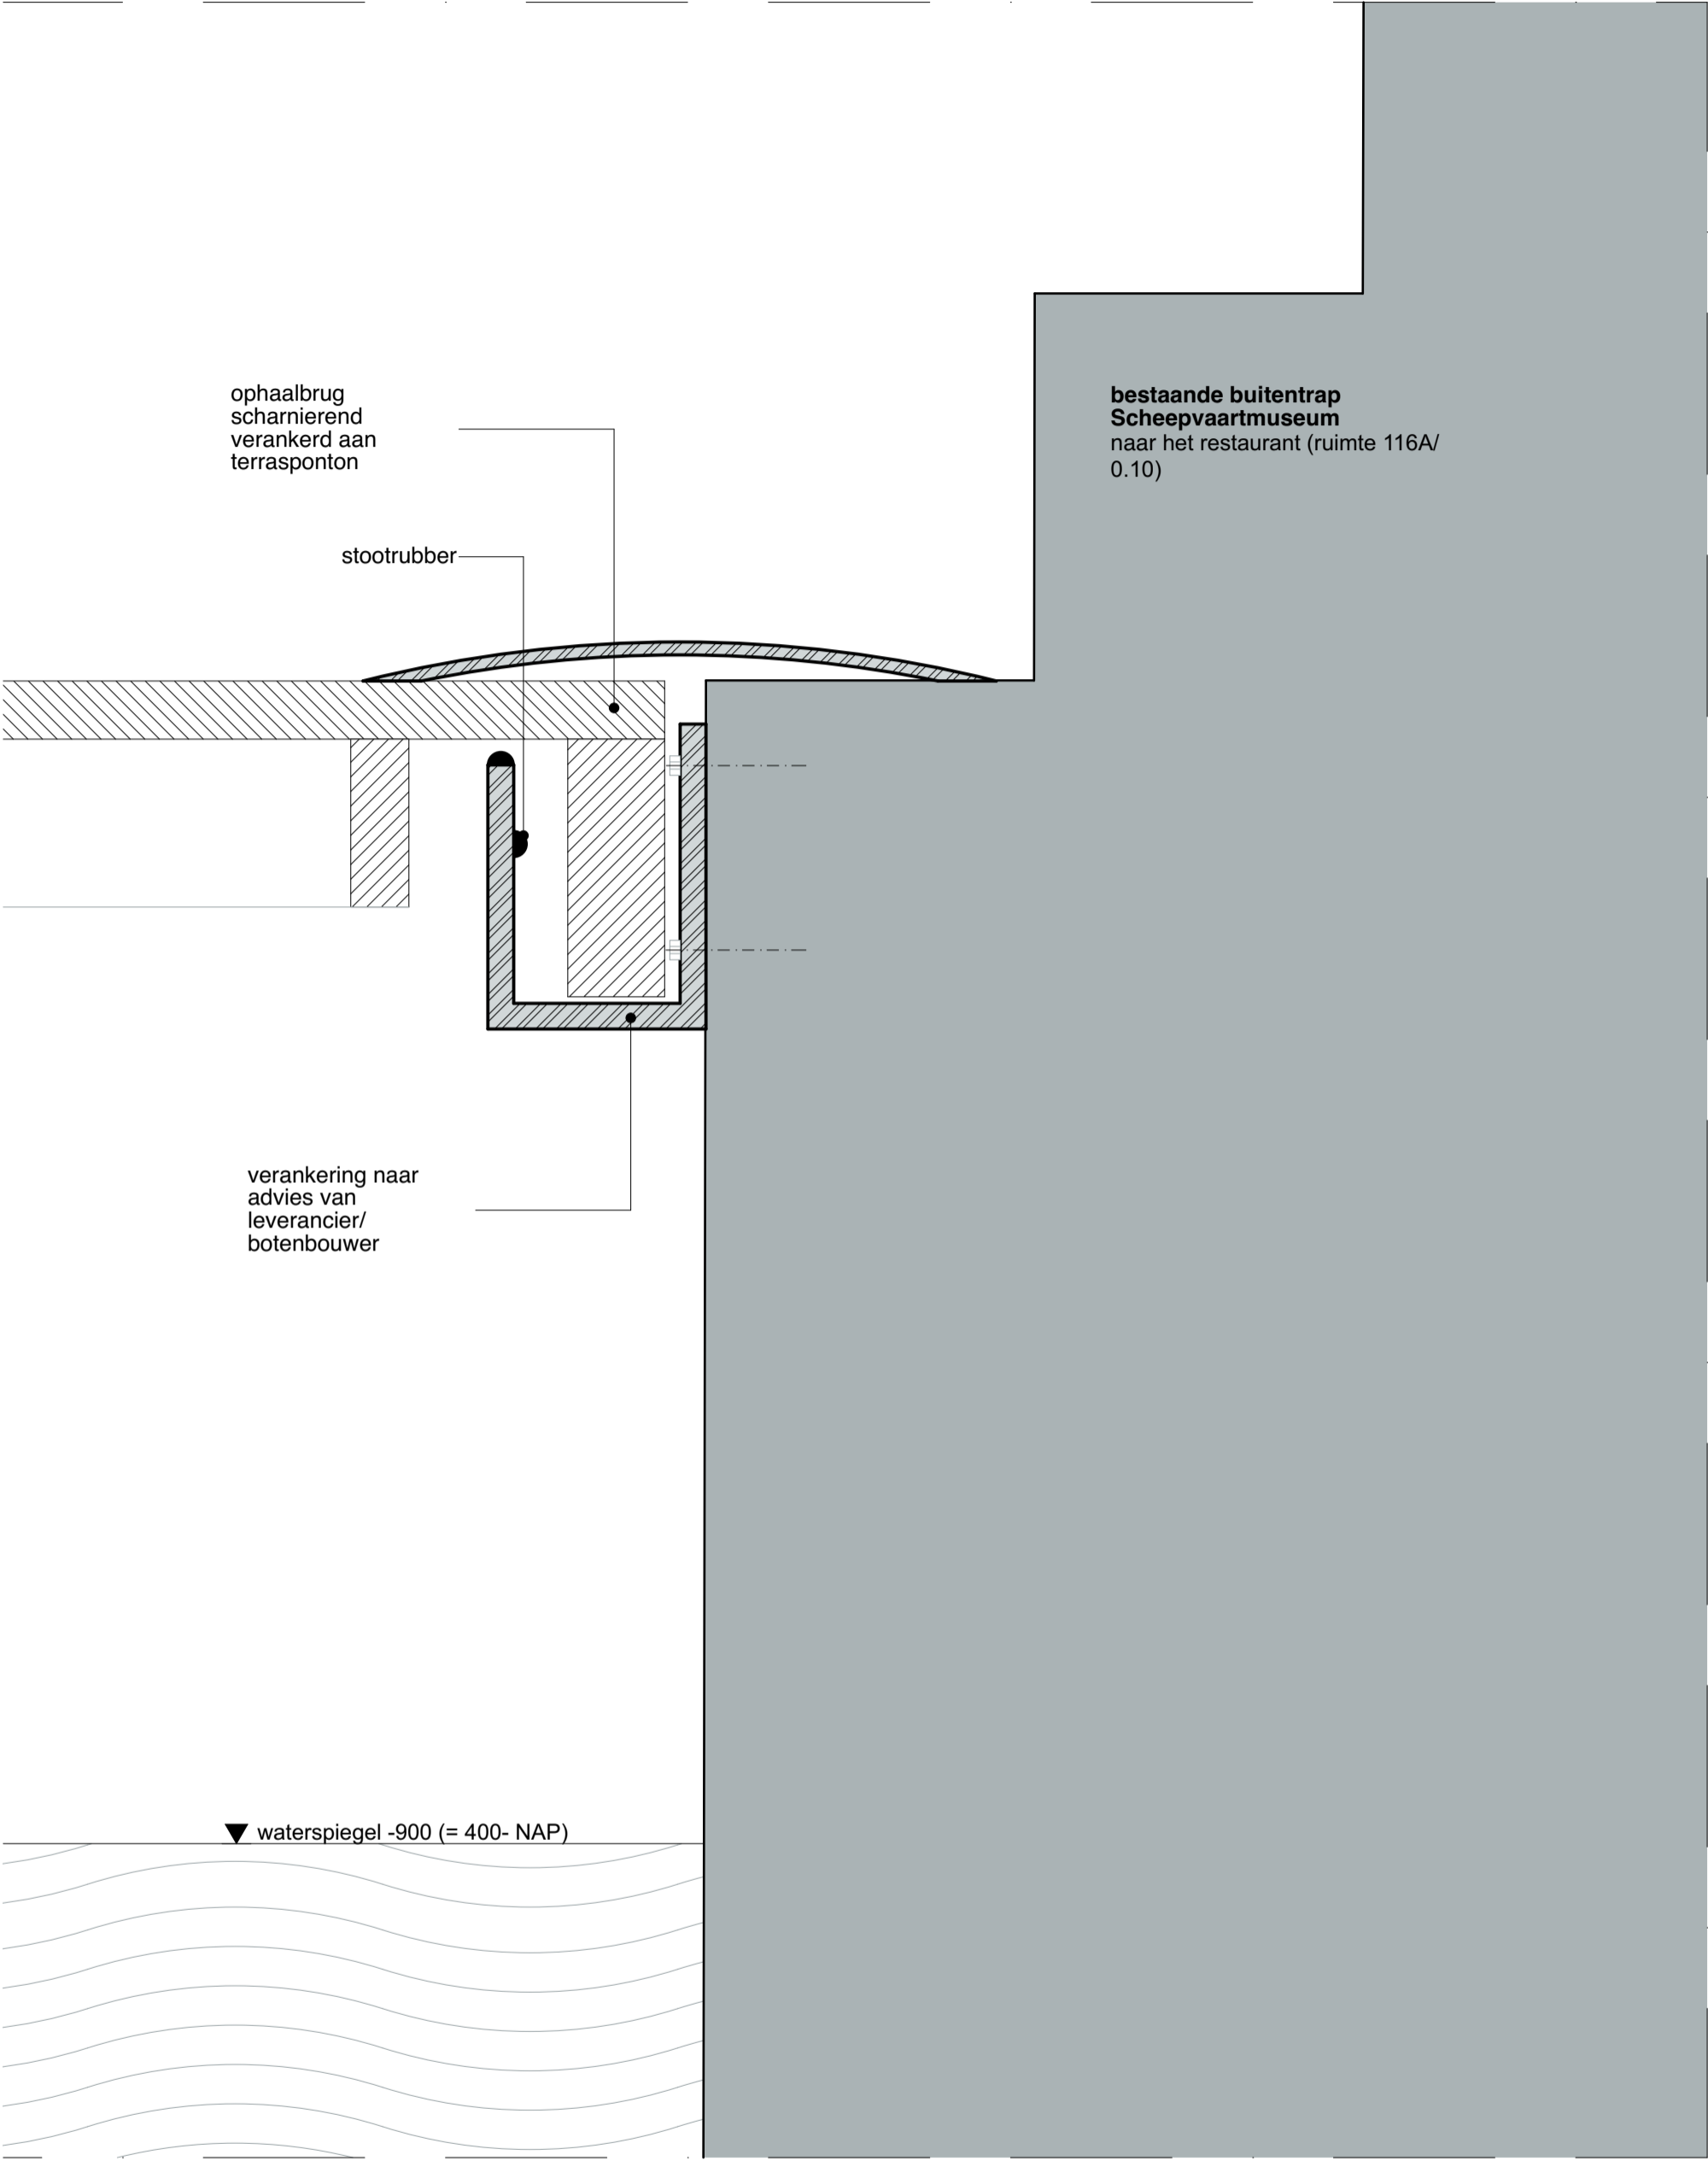 ophaalbrug
scharnierend
verankerd aan
terrasponton
bestaande buitentrap
Scheepvaartmuseum
naar het restaurant (ruimte 116A/
0.10)
stootrubber
verankering naar
advies van
leverancier/
botenbouwer
waterspiegel -900 (= 400- NAP)